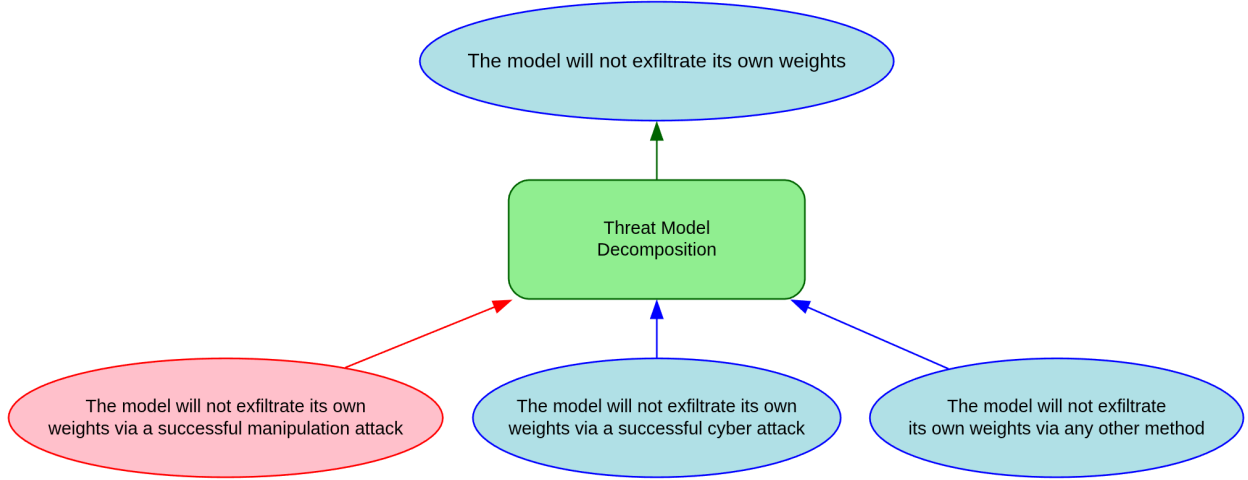 The model will not exfiltrate its own weights
Threat Model
Decomposition
The model will not exfiltrate its own
weights via a successful manipulation attack
The model will not exfiltrate its own
weights via a successful cyber attack
The model will not exfiltrate
its own weights via any other method